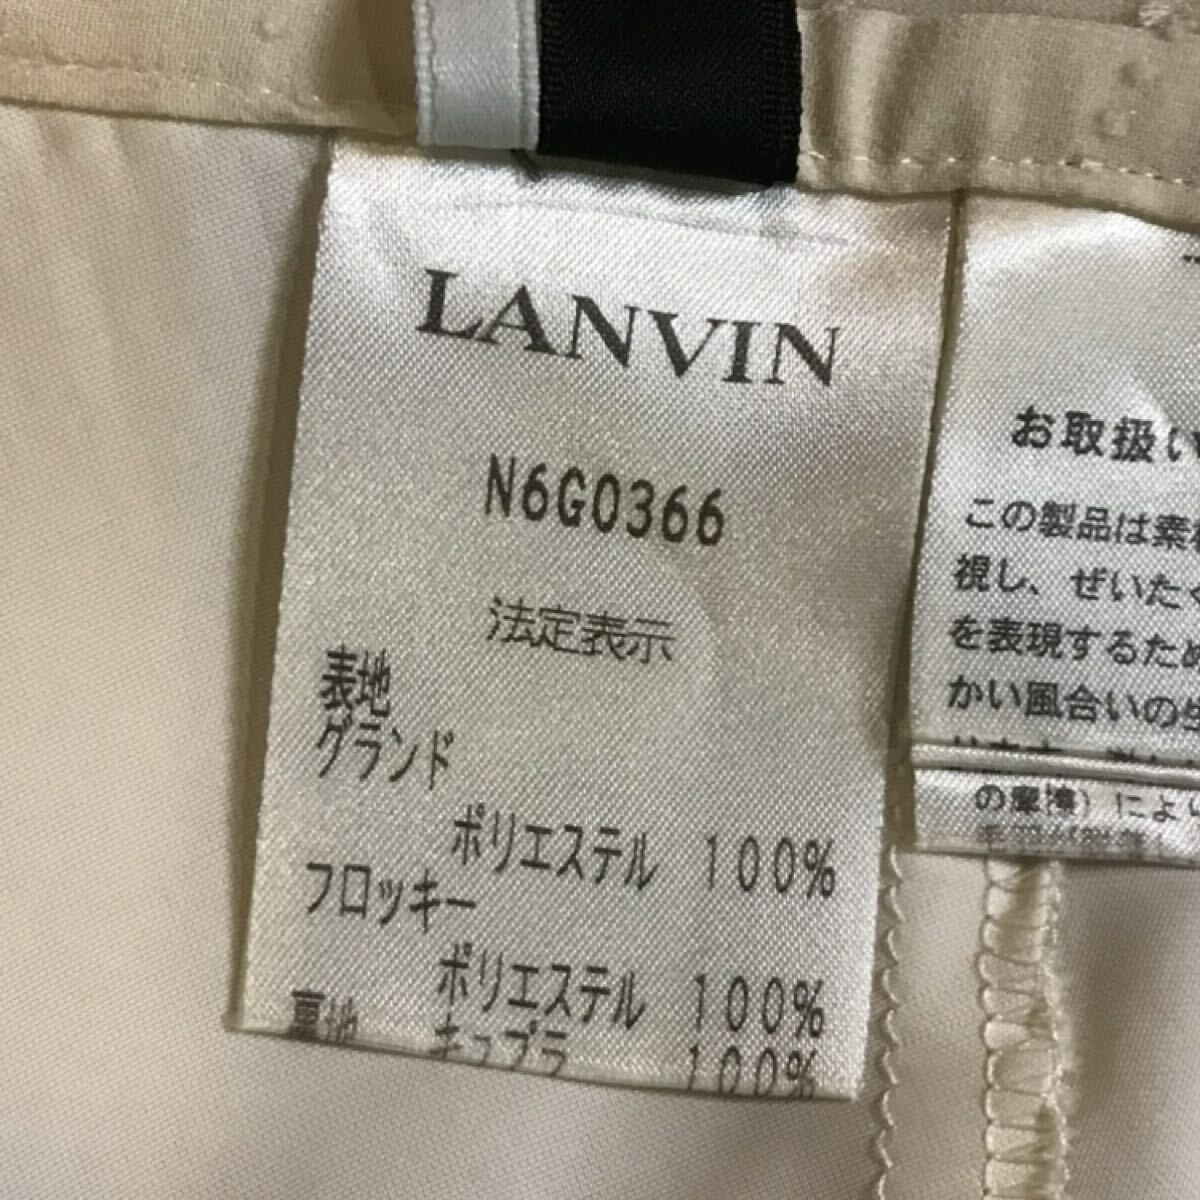 LANVIN
N6G0366
法定表示
表地
グランド
ポリエステル 100%
フロッキー
ポリエステル 100%
裏地 キュプラ 100%
お取扱い
この製品は素
視し、ぜいた
を表現するため
かい風合いの
の摩擦)によい